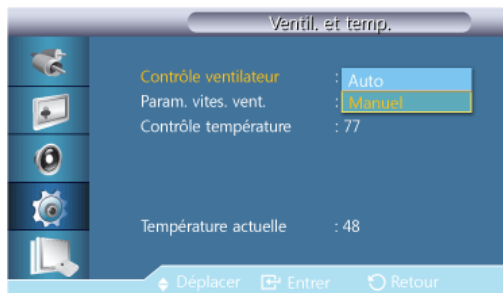 Ventil. et temp.
Contrôle ventilateur : Auto
Param. vites. vent. : Manuel
Contrôle température : 77
Température actuelle : 48
Déplacer Entrer Retour